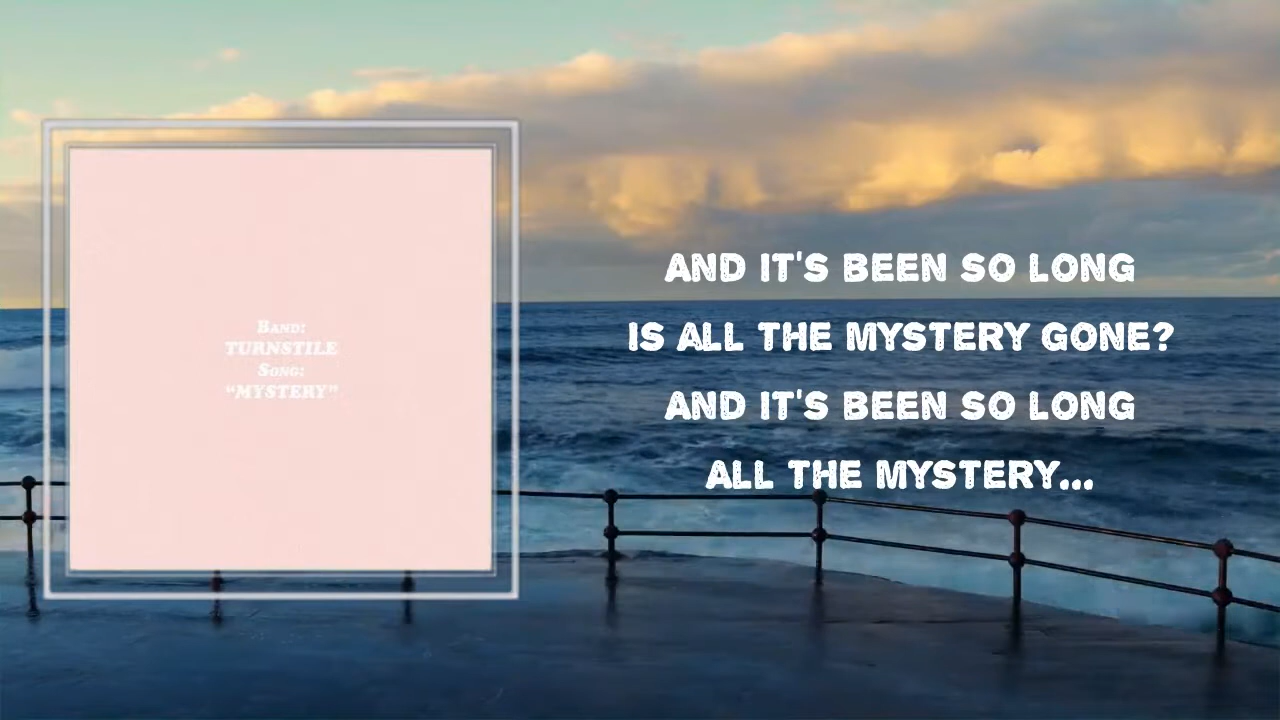 Band:
TURNSTILE
Song:
“MYSTERY”
AND IT'S BEEN SO LONG
IS ALL THE MYSTERY GONE?
AND IT'S BEEN SO LONG
ALL THE MYSTERY...